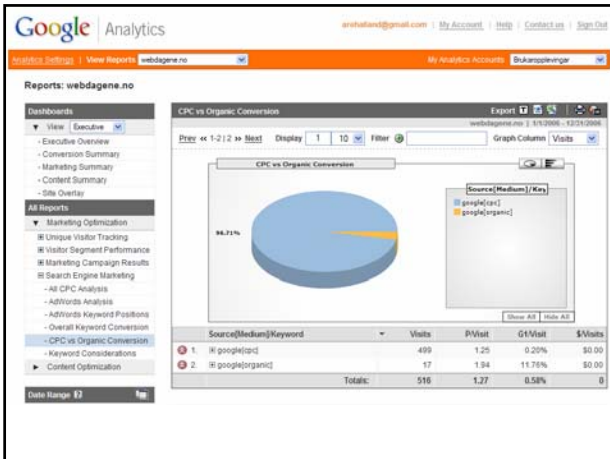 Google Analytics
arehalland@gmail.com | My Account | Help | Contact us | Sign Out
Analytics Settings | View Reports webdagene.no
My Analytics Accounts Brukaropplevingar
Reports: webdagene.no
Dashboards
View Executive
- Executive Overview
- Conversion Summary
- Marketing Summary
- Content Summary
- Site Overlay
All Reports
Marketing Optimization
Unique Visitor Tracking
Visitor Segment Performance
Marketing Campaign Results
Search Engine Marketing
- All CPC Analysis
- AdWords Analysis
- AdWords Keyword Positions
- Overall Keyword Conversion
- CPC vs Organic Conversion
- Keyword Considerations
Content Optimization
Date Range
CPC vs Organic Conversion Export
webdagene.no | 1/1/2006 - 12/31/2006
Prev << 1-2 | 2 >> Next Display 1 10 Filter Graph Column Visits
CPC vs Organic Conversion
Source[Medium]/Key
google[cpc]
google[organic]
96.71%
Show All | Hide All
Source[Medium]/Keyword Visits P/Visit G1/Visit $/Visits
1. google[cpc] 499 1.25 0.20% $0.00
2. google[organic] 17 1.94 11.76% $0.00
Totals: 516 1.27 0.58% 0